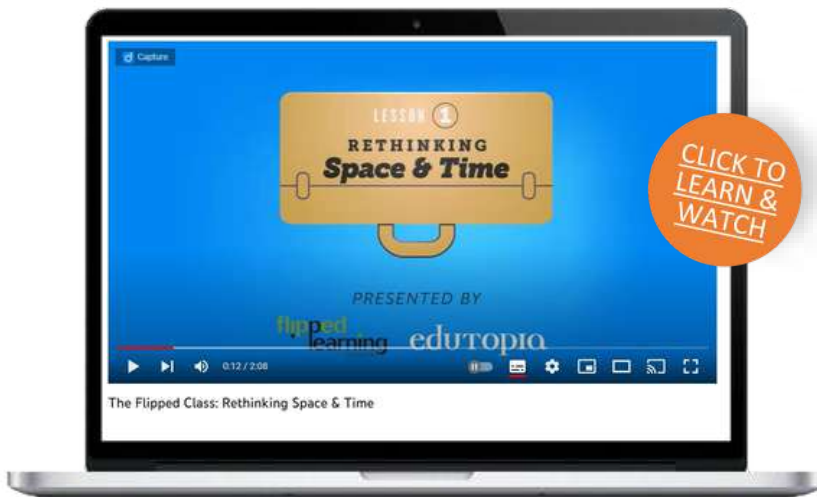 Capture
LESSON 1
RETHINKING
Space & Time
PRESENTED BY
flipped
learning
edutopia
0:12 / 2:08
The Flipped Class: Rethinking Space & Time
CLICK TO
LEARN &
WATCH